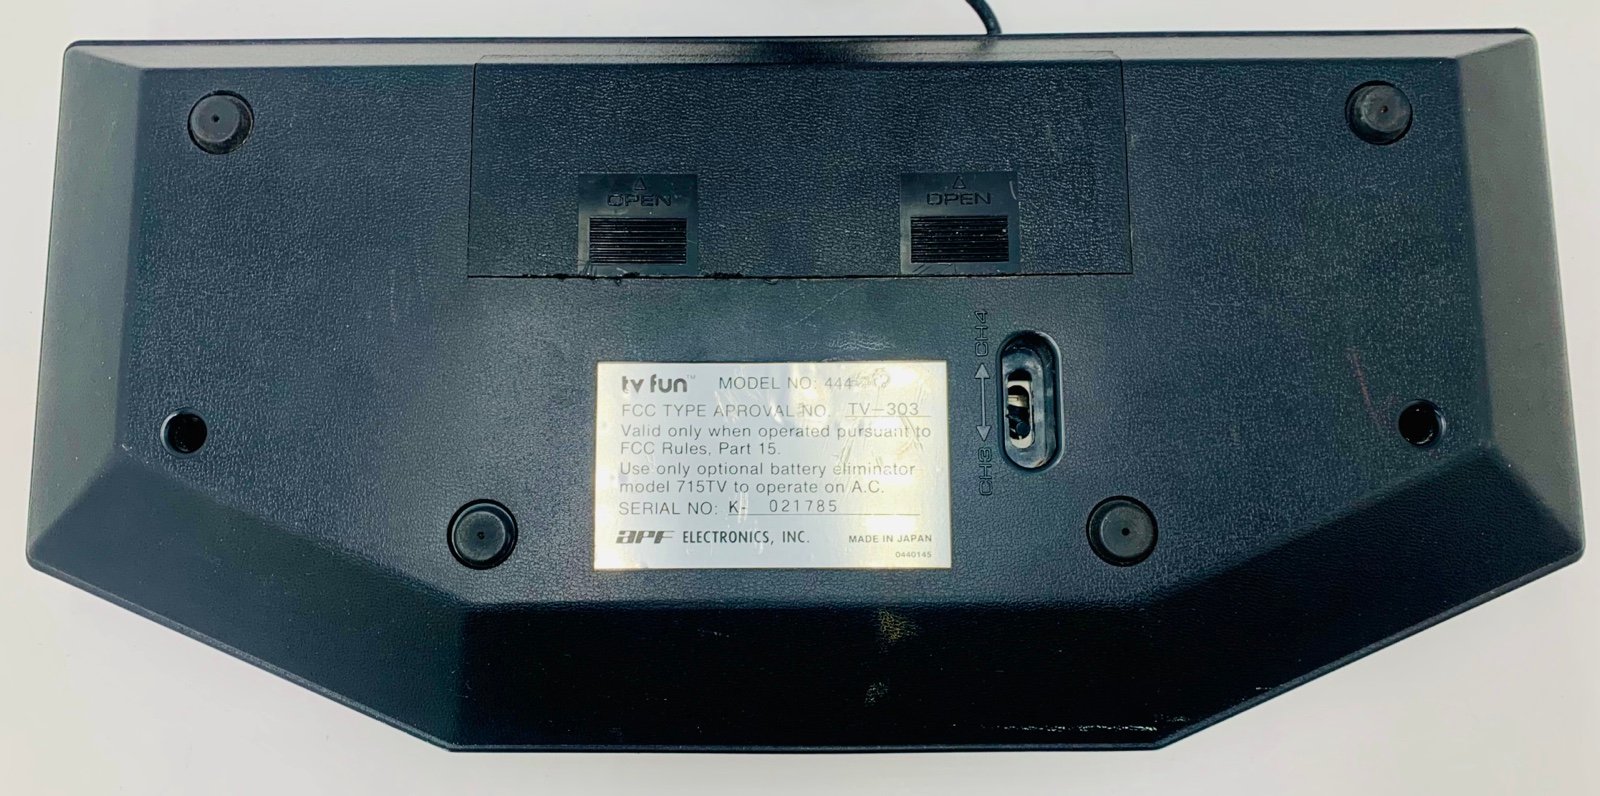 OPEN OPEN
CH3 CH4
tv fun™ MODEL NO: 444
FCC TYPE APROVAL NO. TV-303
Valid only when operated pursuant to
FCC Rules, Part 15.
Use only optional battery eliminator
model 715TV to operate on A.C.
SERIAL NO: K- 021785
APF ELECTRONICS, INC. MADE IN JAPAN
0440145